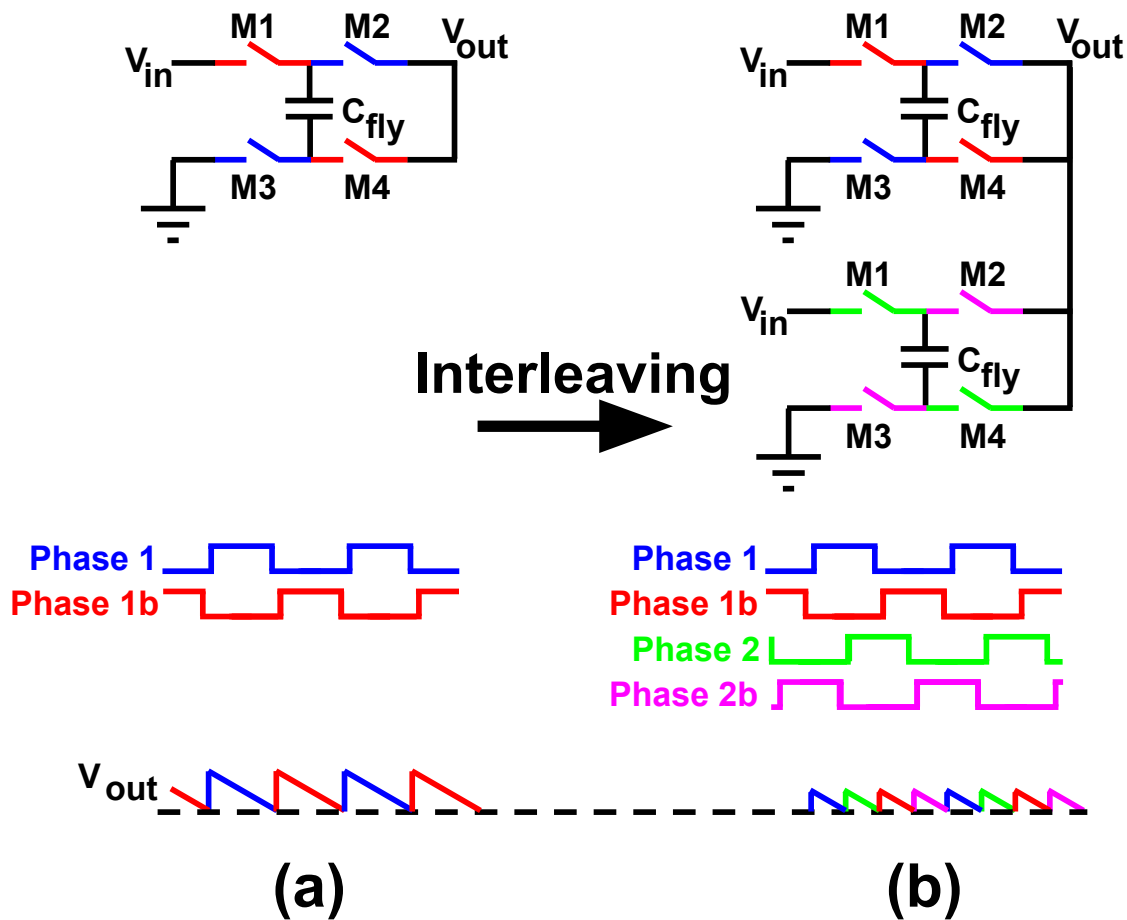 M1 M2 Vout
Vin
Cfly
M3 M4
M1 M2 Vout
Vin
Cfly
M3 M4
M1 M2
Vin
Cfly
M3 M4
Interleaving
Phase 1
Phase 1b
Phase 1
Phase 1b
Phase 2
Phase 2b
Vout
(a)
(b)